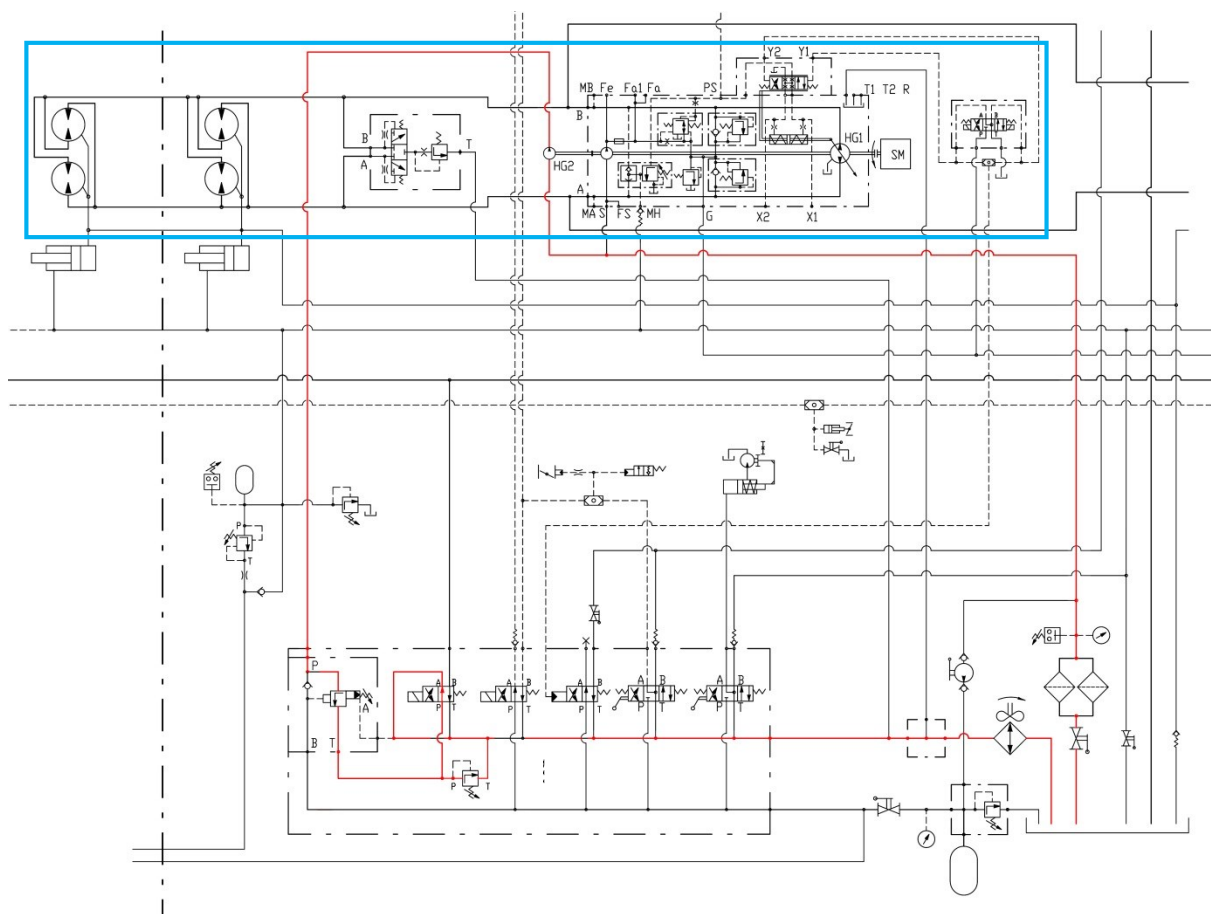 Y2 Y1
MB Fe Fa1 Fa PS
T1 T2 R
B
B
T
A
HG2
HG1
SM
A
MA S FS MH G X2 X1
P
T
P
A B
A B
A B
A B
A B
A
P T
P T
P T
P T
P T
B T
P T